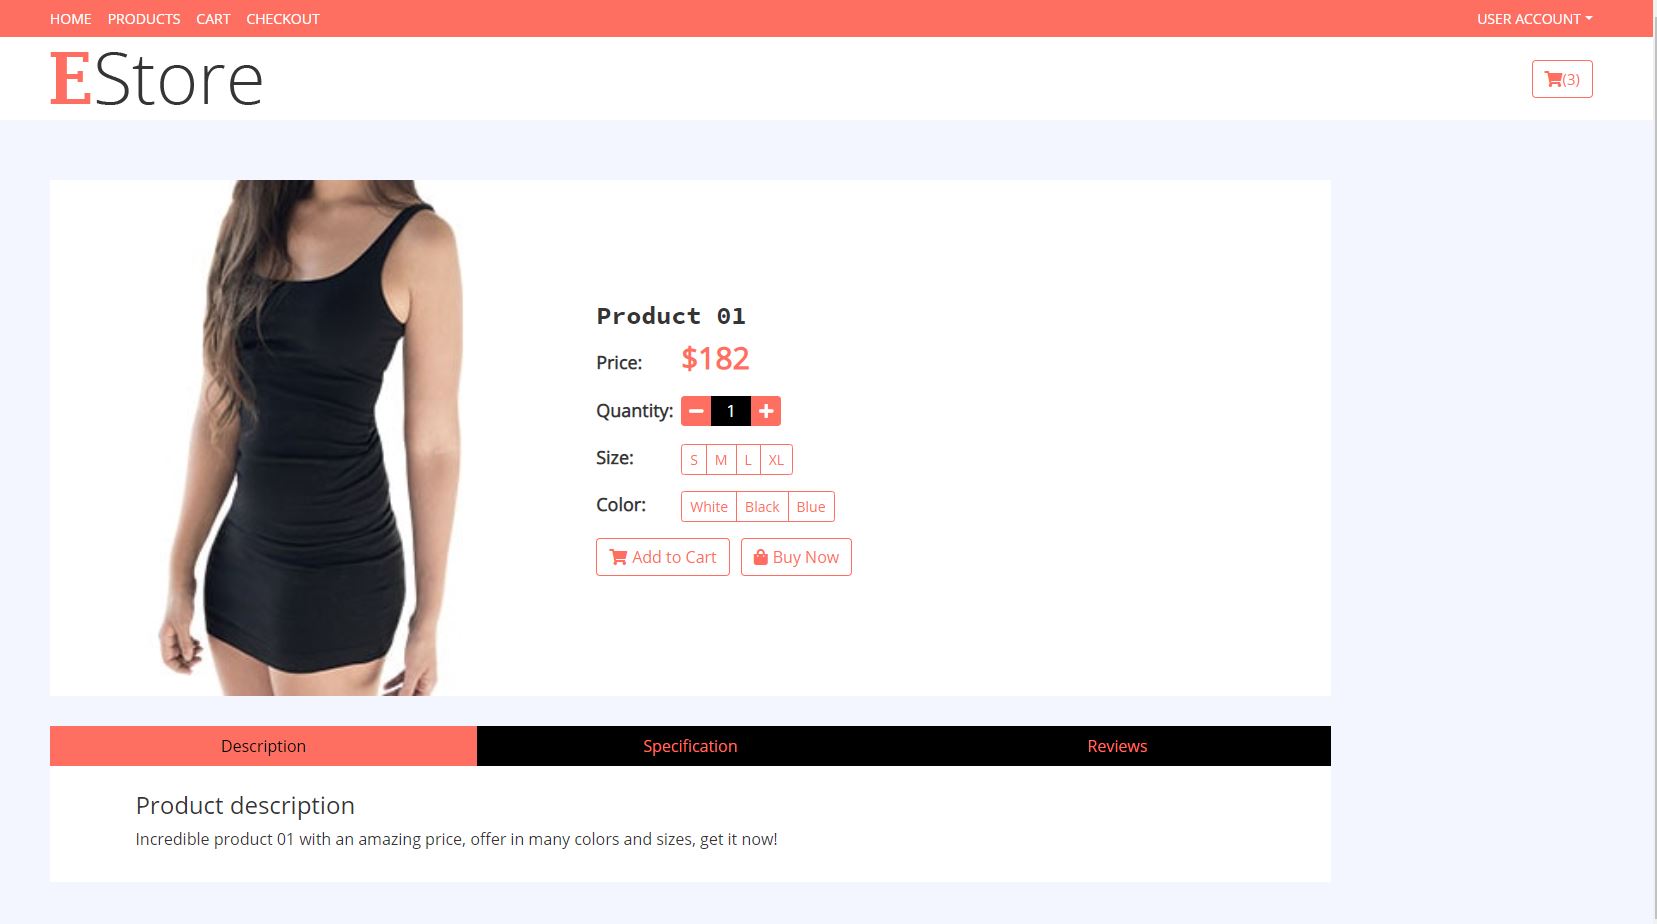 HOME PRODUCTS CART CHECKOUT USER ACCOUNT
EStore
(3)
Product 01
Price: $182
Quantity: 1
Size: S M L XL
Color: White Black Blue
Add to Cart Buy Now
Description Specification Reviews
Product description
Incredible product 01 with an amazing price, offer in many colors and sizes, get it now!